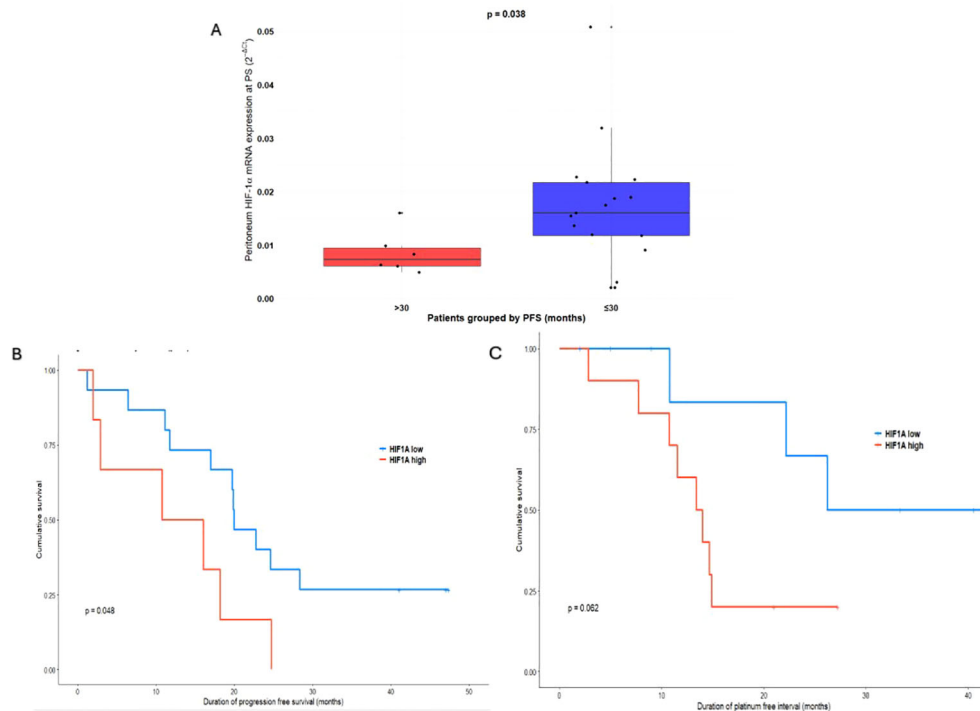 A
p = 0.038
Peritoneum HIF-1α mRNA expression at PS (2^-ΔCt)
0.05
0.04
0.03
0.02
0.01
0.00
>30
≤30
Patients grouped by PFS (months)
B
Cumulative survival
1.00
0.75
0.50
0.25
0.00
HIF1A low
HIF1A high
p = 0.048
0
10
20
30
40
50
Duration of progression free survival (months)
C
Cumulative survival
1.00
0.75
0.50
0.25
0.00
HIF1A low
HIF1A high
p = 0.062
0
10
20
30
40
Duration of platinum free interval (months)